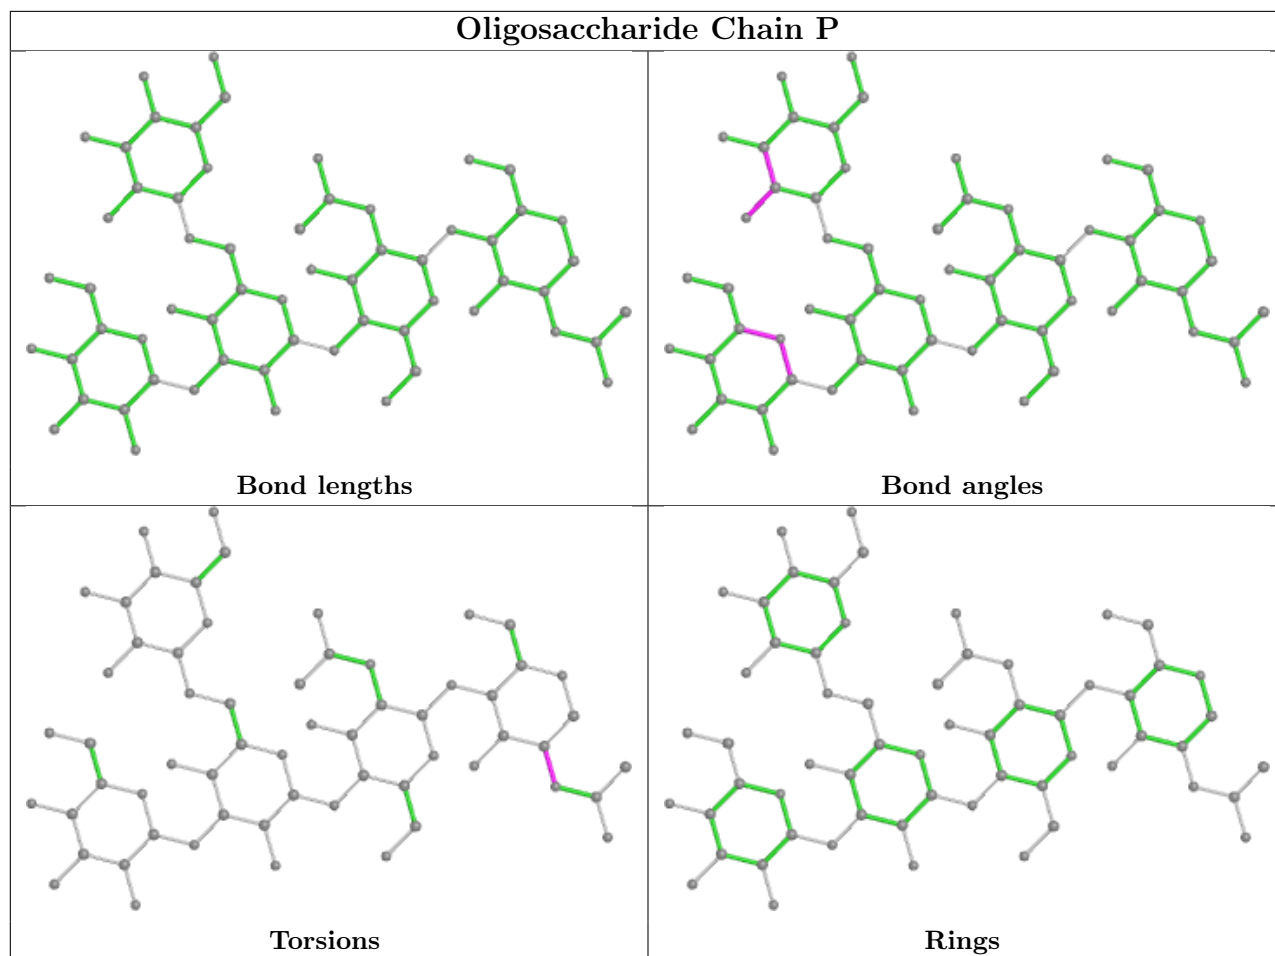 Oligosaccharide Chain P
Bond lengths
Bond angles
Torsions
Rings